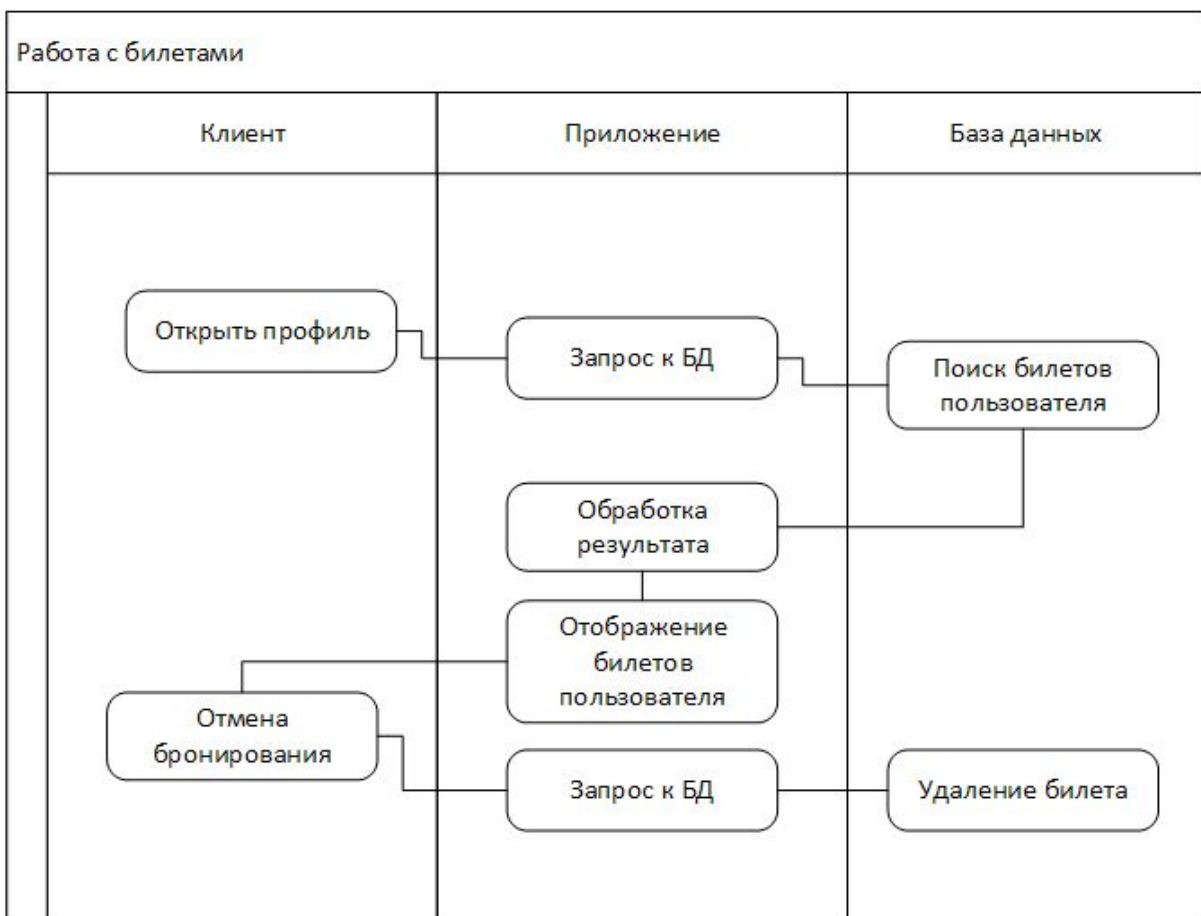 Работа с билетами
Клиент
Приложение
База данных
Открыть профиль
Запрос к БД
Поиск билетов
пользователя
Обработка
результата
Отображение
билетов
пользователя
Отмена
бронирования
Запрос к БД
Удаление билета